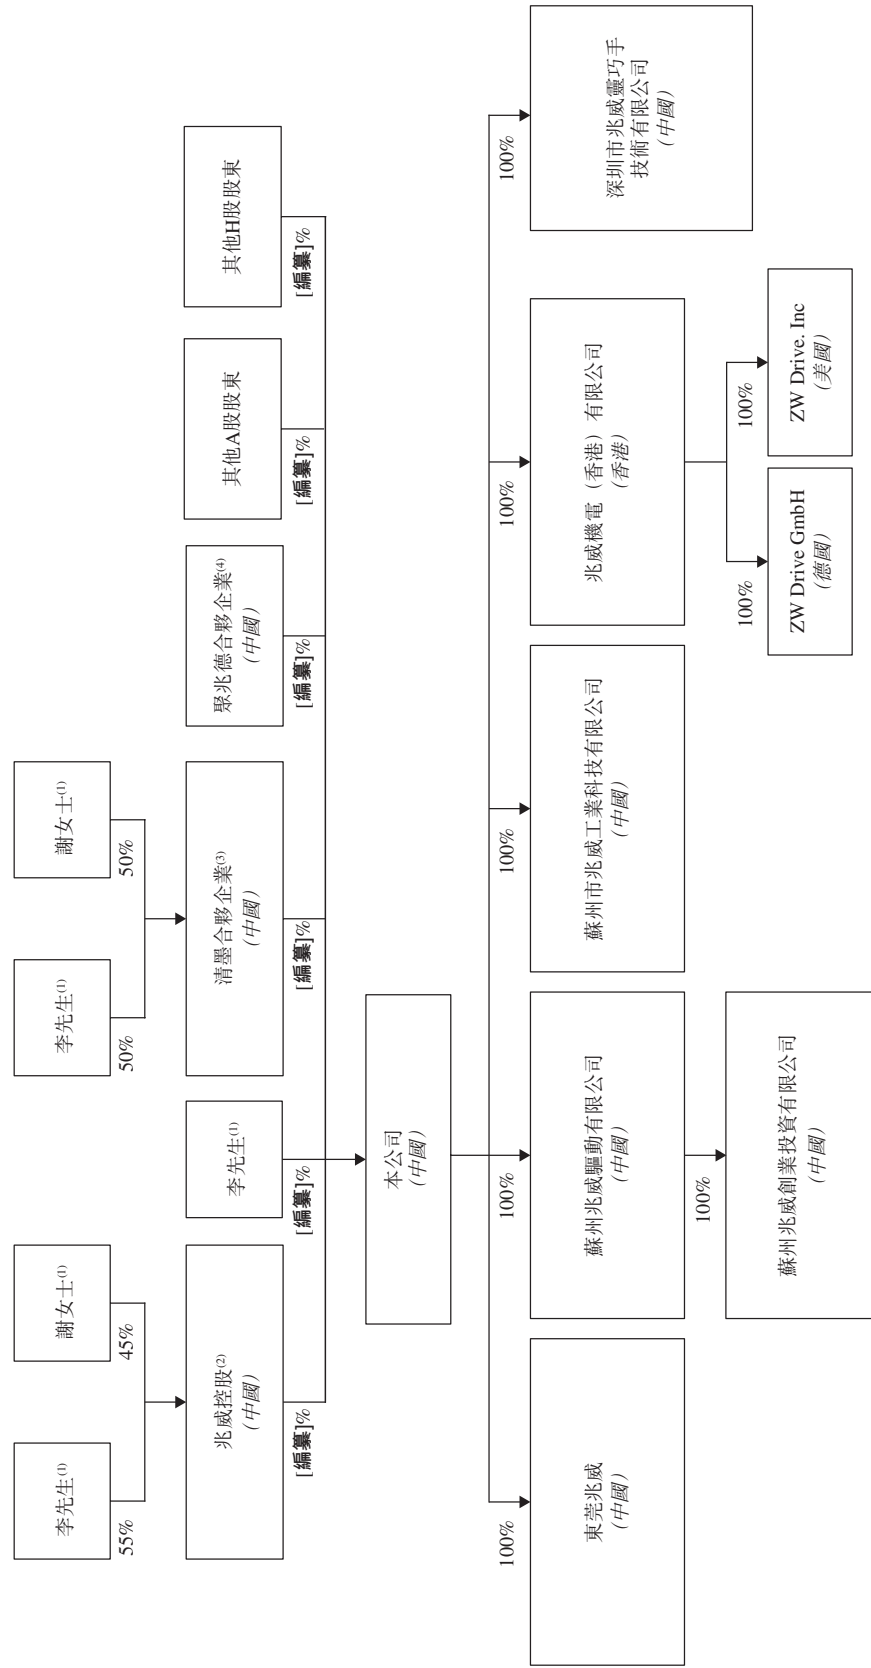 李先生(1)
謝女士(1)
李先生(1)
謝女士(1)
55%
45%
50%
50%
兆威控股(2)
(中國)
李先生(1)
清墨合夥企業(3)
(中國)
聚兆德合夥企業(4)
(中國)
其他A股股東
其他H股股東
[編纂]%
[編纂]%
[編纂]%
[編纂]%
[編纂]%
[編纂]%
本公司
(中國)
100%
100%
100%
100%
100%
東莞兆威
(中國)
蘇州兆威驅動有限公司
(中國)
蘇州市兆威工業科技有限公司
(中國)
兆威機電（香港）有限公司
(香港)
深圳市兆威靈巧手
技術有限公司
(中國)
100%
100%
100%
蘇州兆威創業投資有限公司
(中國)
ZW Drive GmbH
(德國)
ZW Drive. Inc
(美國)